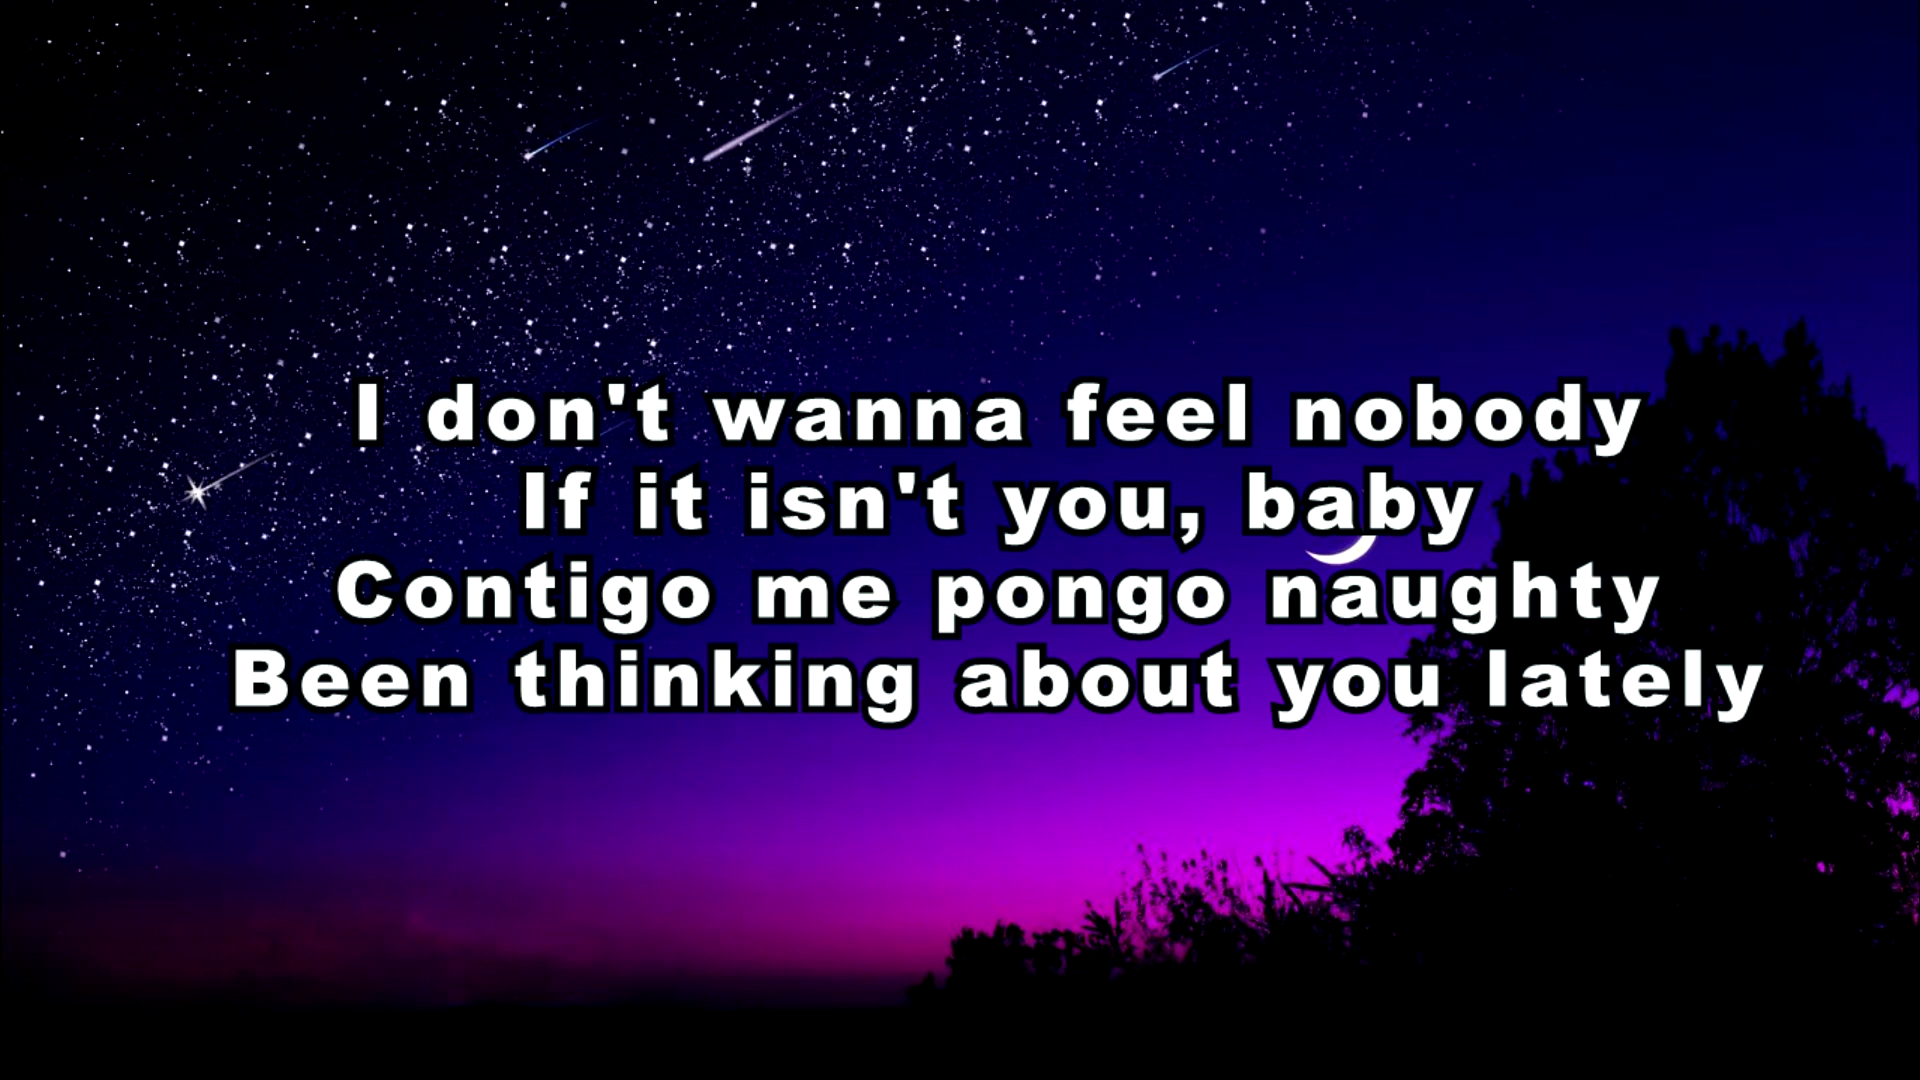 I don't wanna feel nobody
If it isn't you, baby
Contigo me pongo naughty
Been thinking about you lately